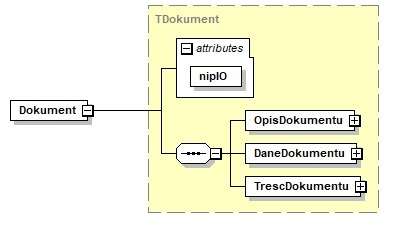 TDokument
attributes
nipIO
Dokument
OpisDokumentu
DaneDokumentu
TrescDokumentu